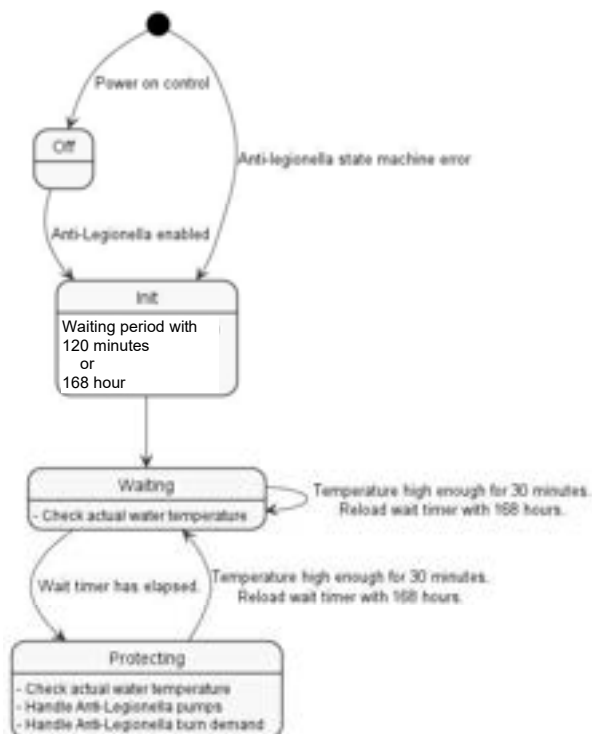 Power on control
Off
Anti-legionella state machine error
Anti-Legionella enabled
Init
Waiting period with
120 minutes
or
168 hour
Waiting
- Check actual water temperature
Temperature high enough for 30 minutes.
Reload wait timer with 168 hours.
Wait timer has elapsed.
Temperature high enough for 30 minutes.
Reload wait timer with 168 hours.
Protecting
- Check actual water temperature
- Handle Anti-Legionella pumps
- Handle Anti-Legionella burn demand